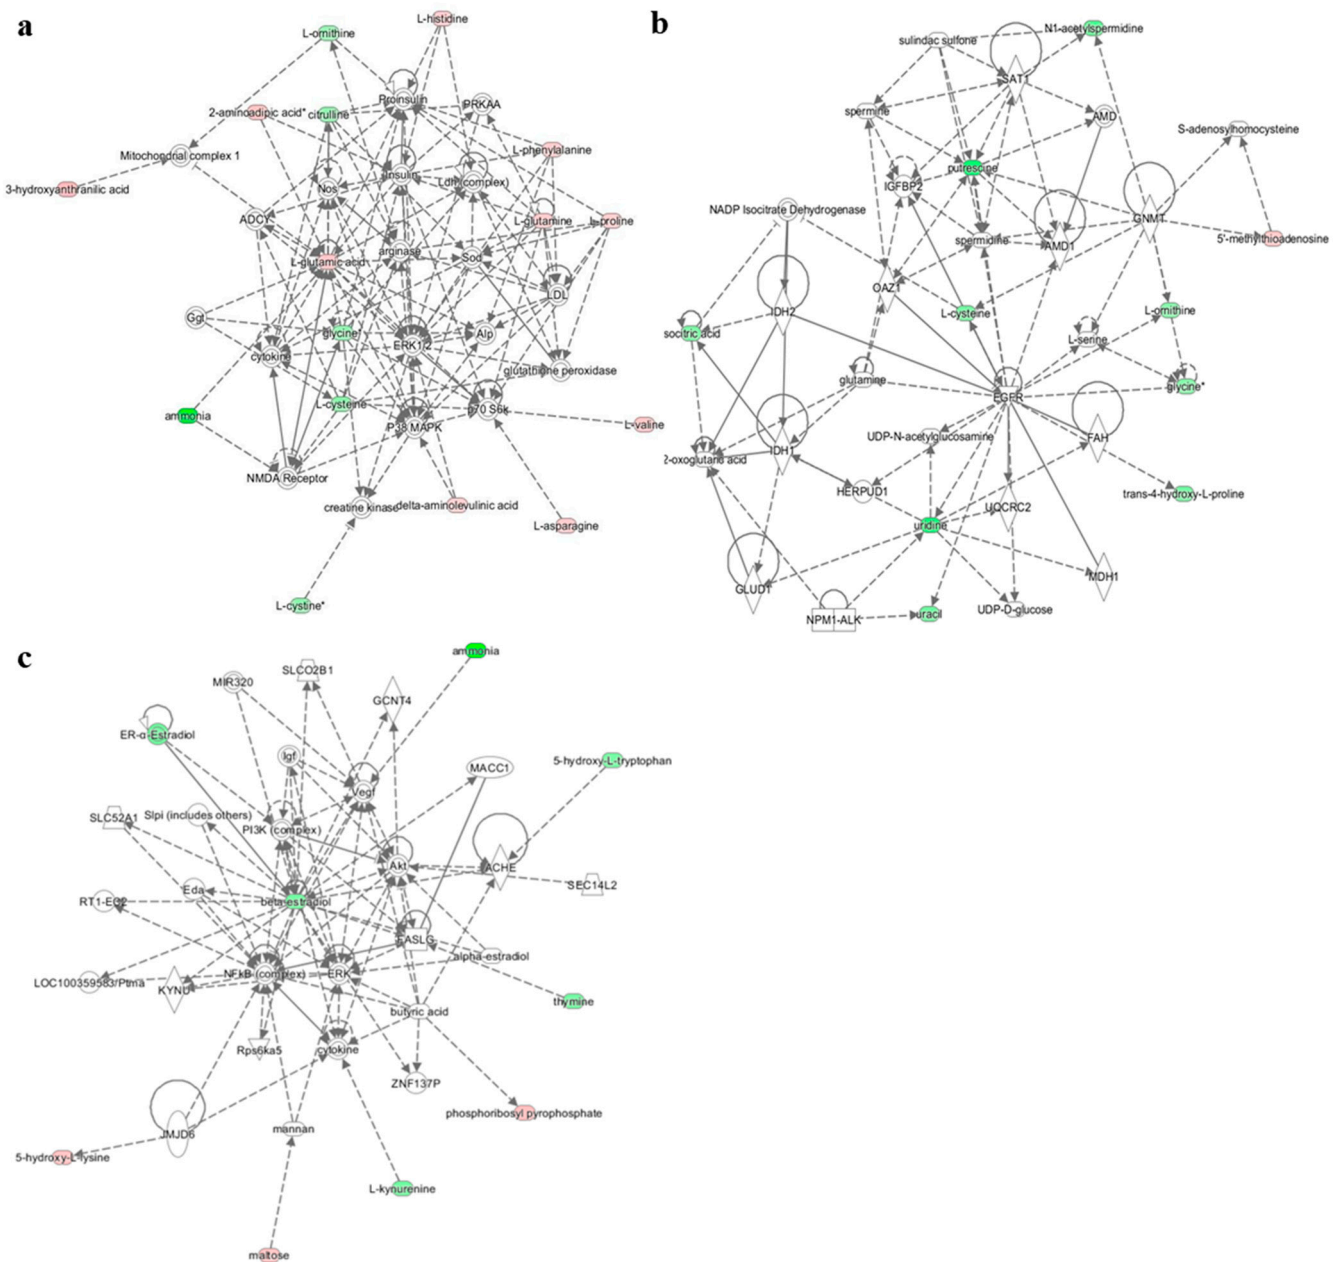 a
L-histidine
L-ornithine
Proinsulin
PRKAA
2-aminoadipic acid*
citrulline
Mitochondrial complex 1
L-phenylalanine
3-hydroxyanthranilic acid
Nos
Insulin
Ldh (complex)
ADCY
L-glutamine
L-proline
arginase
L-glutamic acid
Sod
LDL
Ggt
glycine*
Alp
ERK1/2
cytokine
glutathione peroxidase
L-cysteine
p70 S6k
ammonia
P38 MAPK
L-valine
NMDA Receptor
creatine kinase
delta-aminolevulinic acid
L-asparagine
L-cystine*
b
sulindac sulfone
N1-acetylspermidine
SAT1
spermine
AMD
S-adenosylhomocysteine
putrescine
IGFBP2
NADP Isocitrate Dehydrogenase
GNMT
spermidine
AMD1
5'-methylthioadenosine
OAZ1
IDH2
L-cysteine
L-ornithine
socitric acid
L-serine
glutamine
glycine*
EGFR
UDP-N-acetylglucosamine
FAH
IDH1
2-oxoglutaric acid
HERPUD1
trans-4-hydroxy-L-proline
UQCRC2
uridine
GLUD1
MDH1
NPM1-ALK
uracil
UDP-D-glucose
c
ammonia
SLCO2B1
MIR320
GCNT4
ER-α-Estradiol
Igf
5-hydroxy-L-tryptophan
MACC1
Vegf
SLC52A1
Slpi (includes others)
PI3K (complex)
Akt
ACHE
SEC14L2
Eda
RT1-EC2
beta-estradiol
FASLG
alpha-estradiol
NFkB (complex)
ERK
LOC100359583/Ptma
KYNU
thymine
butyric acid
Rps6ka5
cytokine
ZNF137P
phosphoribosyl pyrophosphate
JMJD6
mannan
5-hydroxy-L-lysine
L-kynurenine
maltose